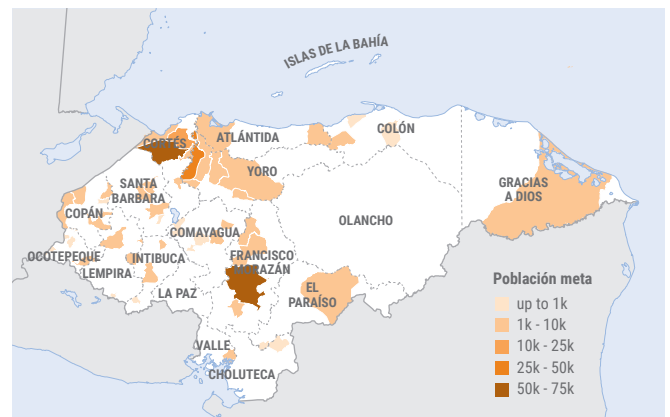 ISLAS DE LA BAHÍA
CORTÉS
ATLÁNTIDA
COLÓN
YORO
SANTA
BARBARA
GRACIAS
A DIOS
COPÁN
OLANCHO
COMAYAGUA
OCOTEPEQUE
INTIBUCA
FRANCISCO
MORAZÁN
LEMPIRA
LA PAZ
EL
PARAÍSO
VALLE
CHOLUTECA
Población meta
up to 1k
1k - 10k
10k - 25k
25k - 50k
50k - 75k